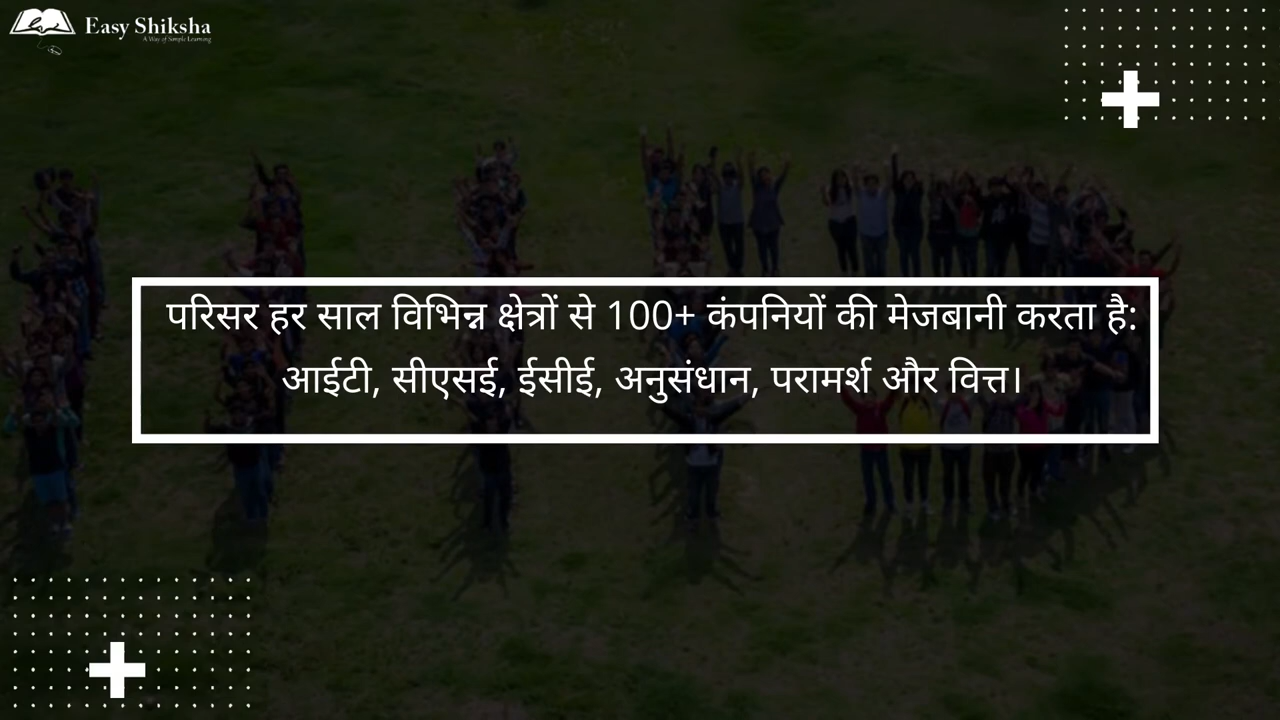 Easy Shiksha
A Way of Simple Learning
परिसर हर साल विभिन्न क्षेत्रों से 100+ कंपनियों की मेजबानी करता है:
आईटी, सीएसई, ईसीई, अनुसंधान, परामर्श और वित्त।